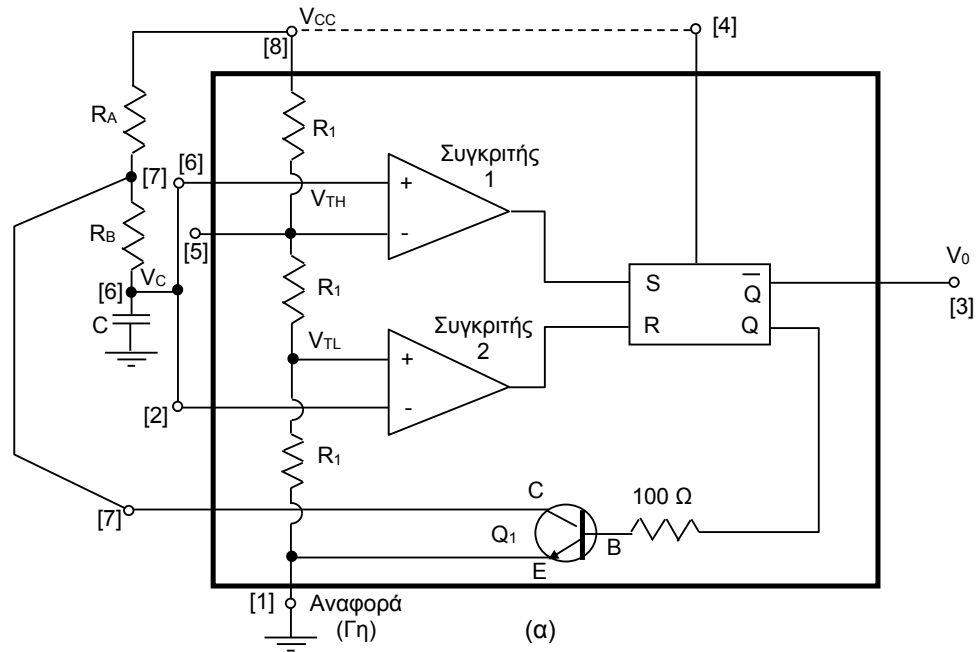 VCC
[8]
[4]
RA
R1
[7]
[6]
Συγκριτής
1
+
VTH
-
[5]
RB
VC
[6]
C
R1
S
R
Q̅
Q
V0
[3]
Συγκριτής
2
VTL
+
-
[2]
R1
[7]
C
100 Ω
Q1
B
E
[1]
Αναφορά
(Γη)
(α)